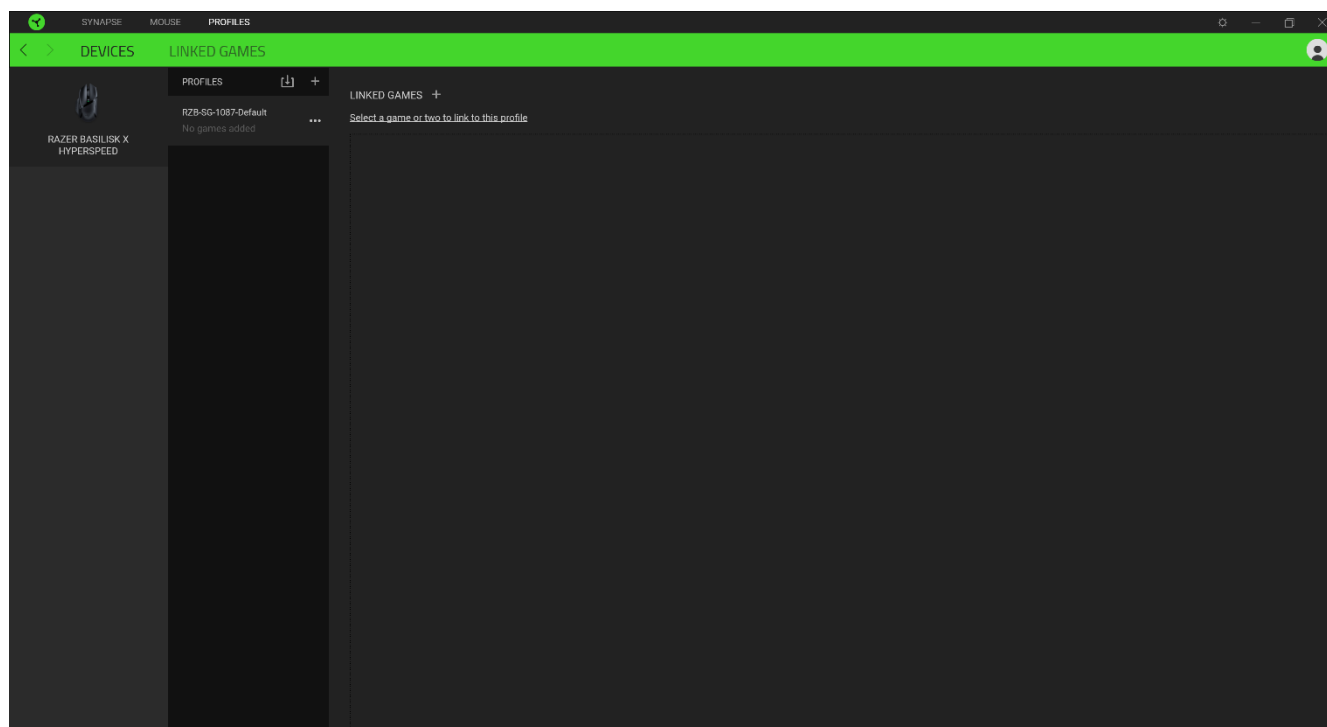 SYNAPSE MOUSE PROFILES
DEVICES LINKED GAMES
RAZER BASILISK X
HYPERSPEED
PROFILES
RZB-SG-1087-Default
No games added
LINKED GAMES
Select a game or two to link to this profile